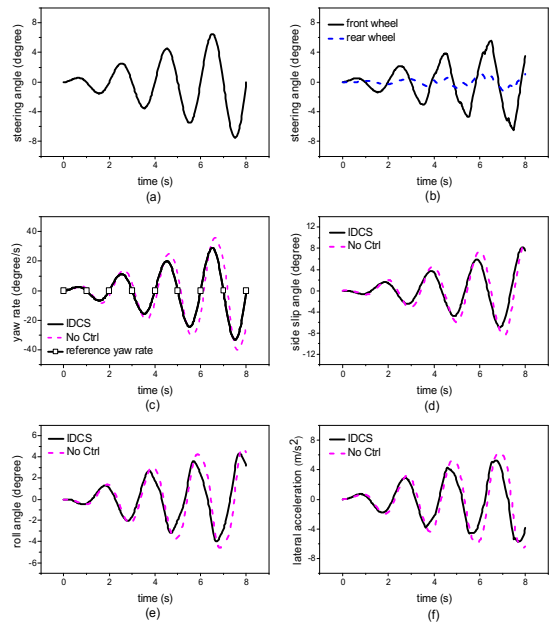 steering angle (degree)
8
4
0
-4
-8
0
2
4
6
8
time (s)
(a)
steering angle (degree)
front wheel
rear wheel
8
4
0
-4
-8
0
2
4
6
8
time (s)
(b)
yaw rate (degree/s)
40
20
0
-20
-40
IDCS
No Ctrl
reference yaw rate
0
2
4
6
8
time (s)
(c)
side slip angle (degree)
IDCS
No Ctrl
12
8
4
0
-4
-8
-12
0
2
4
6
8
time (s)
(d)
roll angle (degree)
IDCS
No Ctrl
6
4
2
0
-2
-4
-6
0
2
4
6
8
time (s)
(e)
lateral acceleration (m/s²)
IDCS
No Ctrl
8
4
0
-4
-8
0
2
4
6
8
time (s)
(f)